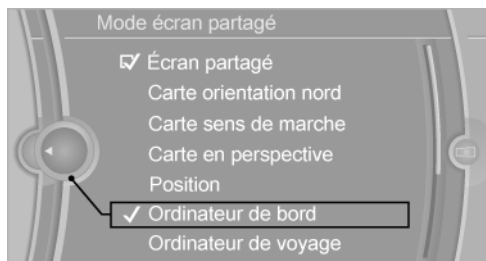 Mode écran partagé
Écran partagé
Carte orientation nord
Carte sens de marche
Carte en perspective
Position
Ordinateur de bord
Ordinateur de voyage